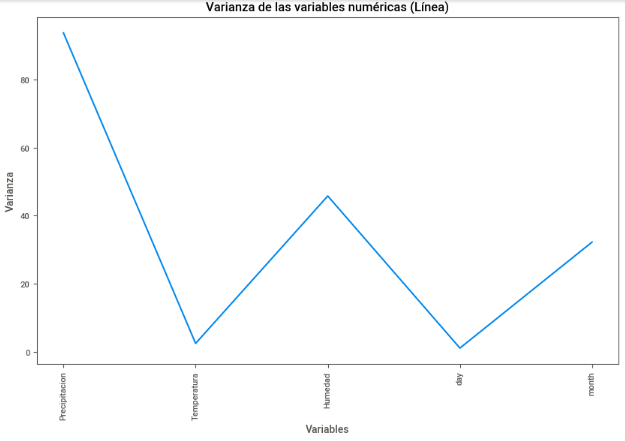 Varianza de las variables numéricas (Línea)
Varianza
80
60
40
20
0
Precipitacion
Temperatura
Humedad
day
month
Variables